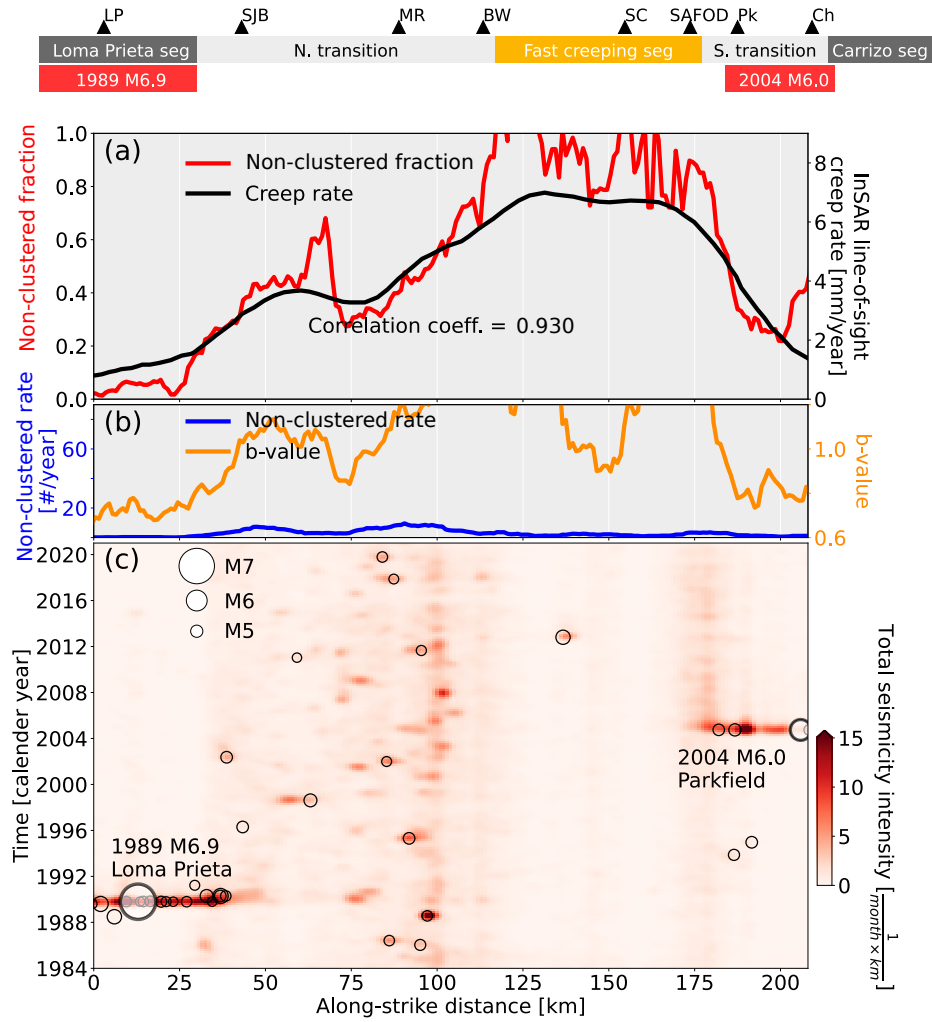 LP SJB MR BW SC SAFOD Pk Ch
Loma Prieta seg N. transition Fast creeping seg S. transition Carrizo seg
1989 M6.9 2004 M6.0
(a)
Non-clustered fraction
Creep rate
Correlation coeff. = 0.930
Non-clustered fraction
1.0
0.8
0.6
0.4
0.2
0.0
8
6
4
2
0
InSAR line-of-sight
creep rate [mm/year]
(b)
Non-clustered rate
b-value
Non-clustered rate
[#/year]
60
20
1.0
0.6
b-value
(c)
M7
M6
M5
Time [calender year]
2020
2016
2012
2008
2004
2000
1996
1992
1988
1984
1989 M6.9
Loma Prieta
2004 M6.0
Parkfield
0 25 50 75 100 125 150 175 200
Along-strike distance [km]
15
10
5
0
Total seismicity intensity [1/month × km]